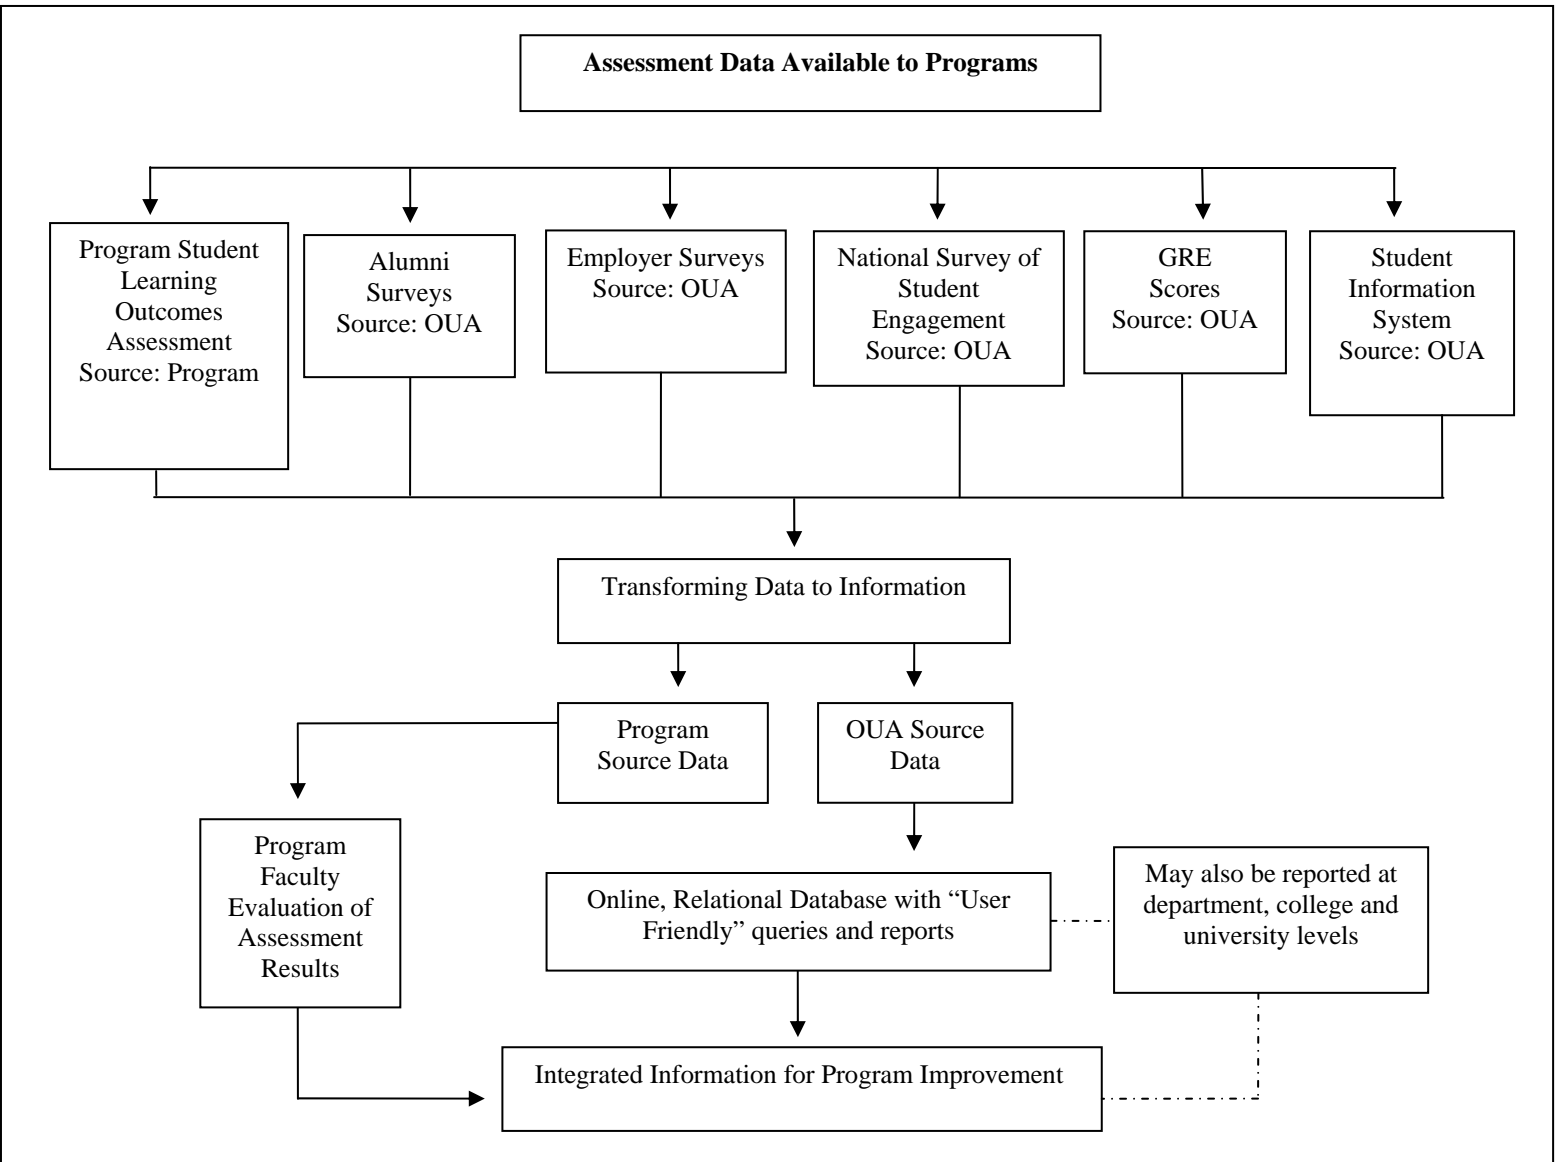 Assessment Data Available to Programs
Program Student
Learning
Outcomes
Assessment
Source: Program
Alumni
Surveys
Source: OUA
Employer Surveys
Source: OUA
National Survey of
Student
Engagement
Source: OUA
GRE
Scores
Source: OUA
Student
Information
System
Source: OUA
Transforming Data to Information
Program
Source Data
OUA Source
Data
Program
Faculty
Evaluation of
Assessment
Results
Online, Relational Database with “User
Friendly” queries and reports
May also be reported at
department, college and
university levels
Integrated Information for Program Improvement